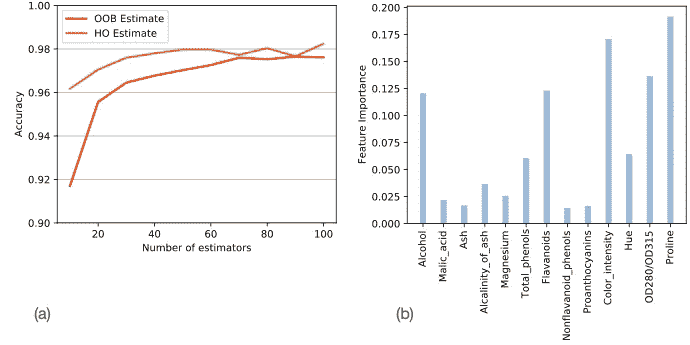 1.00
0.98
0.96
0.94
0.92
0.90
Accuracy
OOB Estimate
HO Estimate
20
40
60
80
100
Number of estimators
(a)
0.200
0.175
0.150
0.125
0.100
0.075
0.050
0.025
0.000
Feature Importance
Alcohol
Malic_acid
Ash
Alcalinity_of_ash
Magnesium
Total_phenols
Flavanoids
Nonflavanoid_phenols
Proanthocyanins
Color_intensity
Hue
OD280/OD315
Proline
(b)